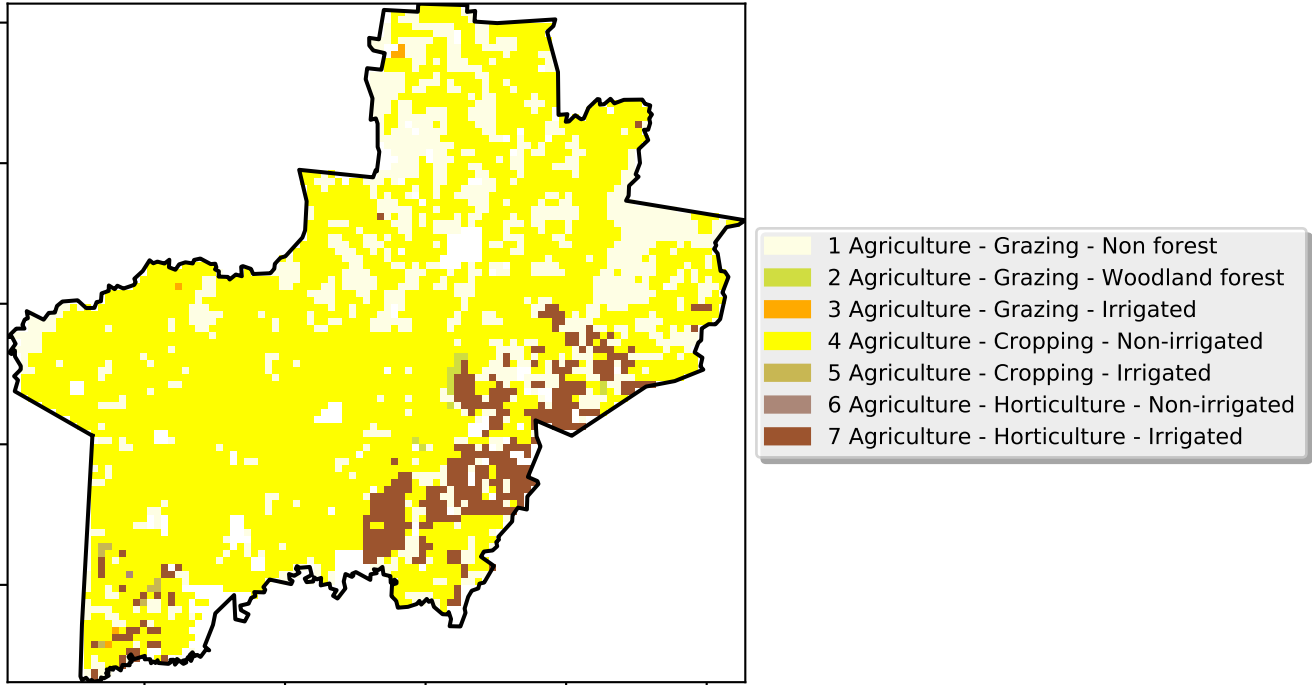 1 Agriculture - Grazing - Non forest
2 Agriculture - Grazing - Woodland forest
3 Agriculture - Grazing - Irrigated
4 Agriculture - Cropping - Non-irrigated
5 Agriculture - Cropping - Irrigated
6 Agriculture - Horticulture - Non-irrigated
7 Agriculture - Horticulture - Irrigated